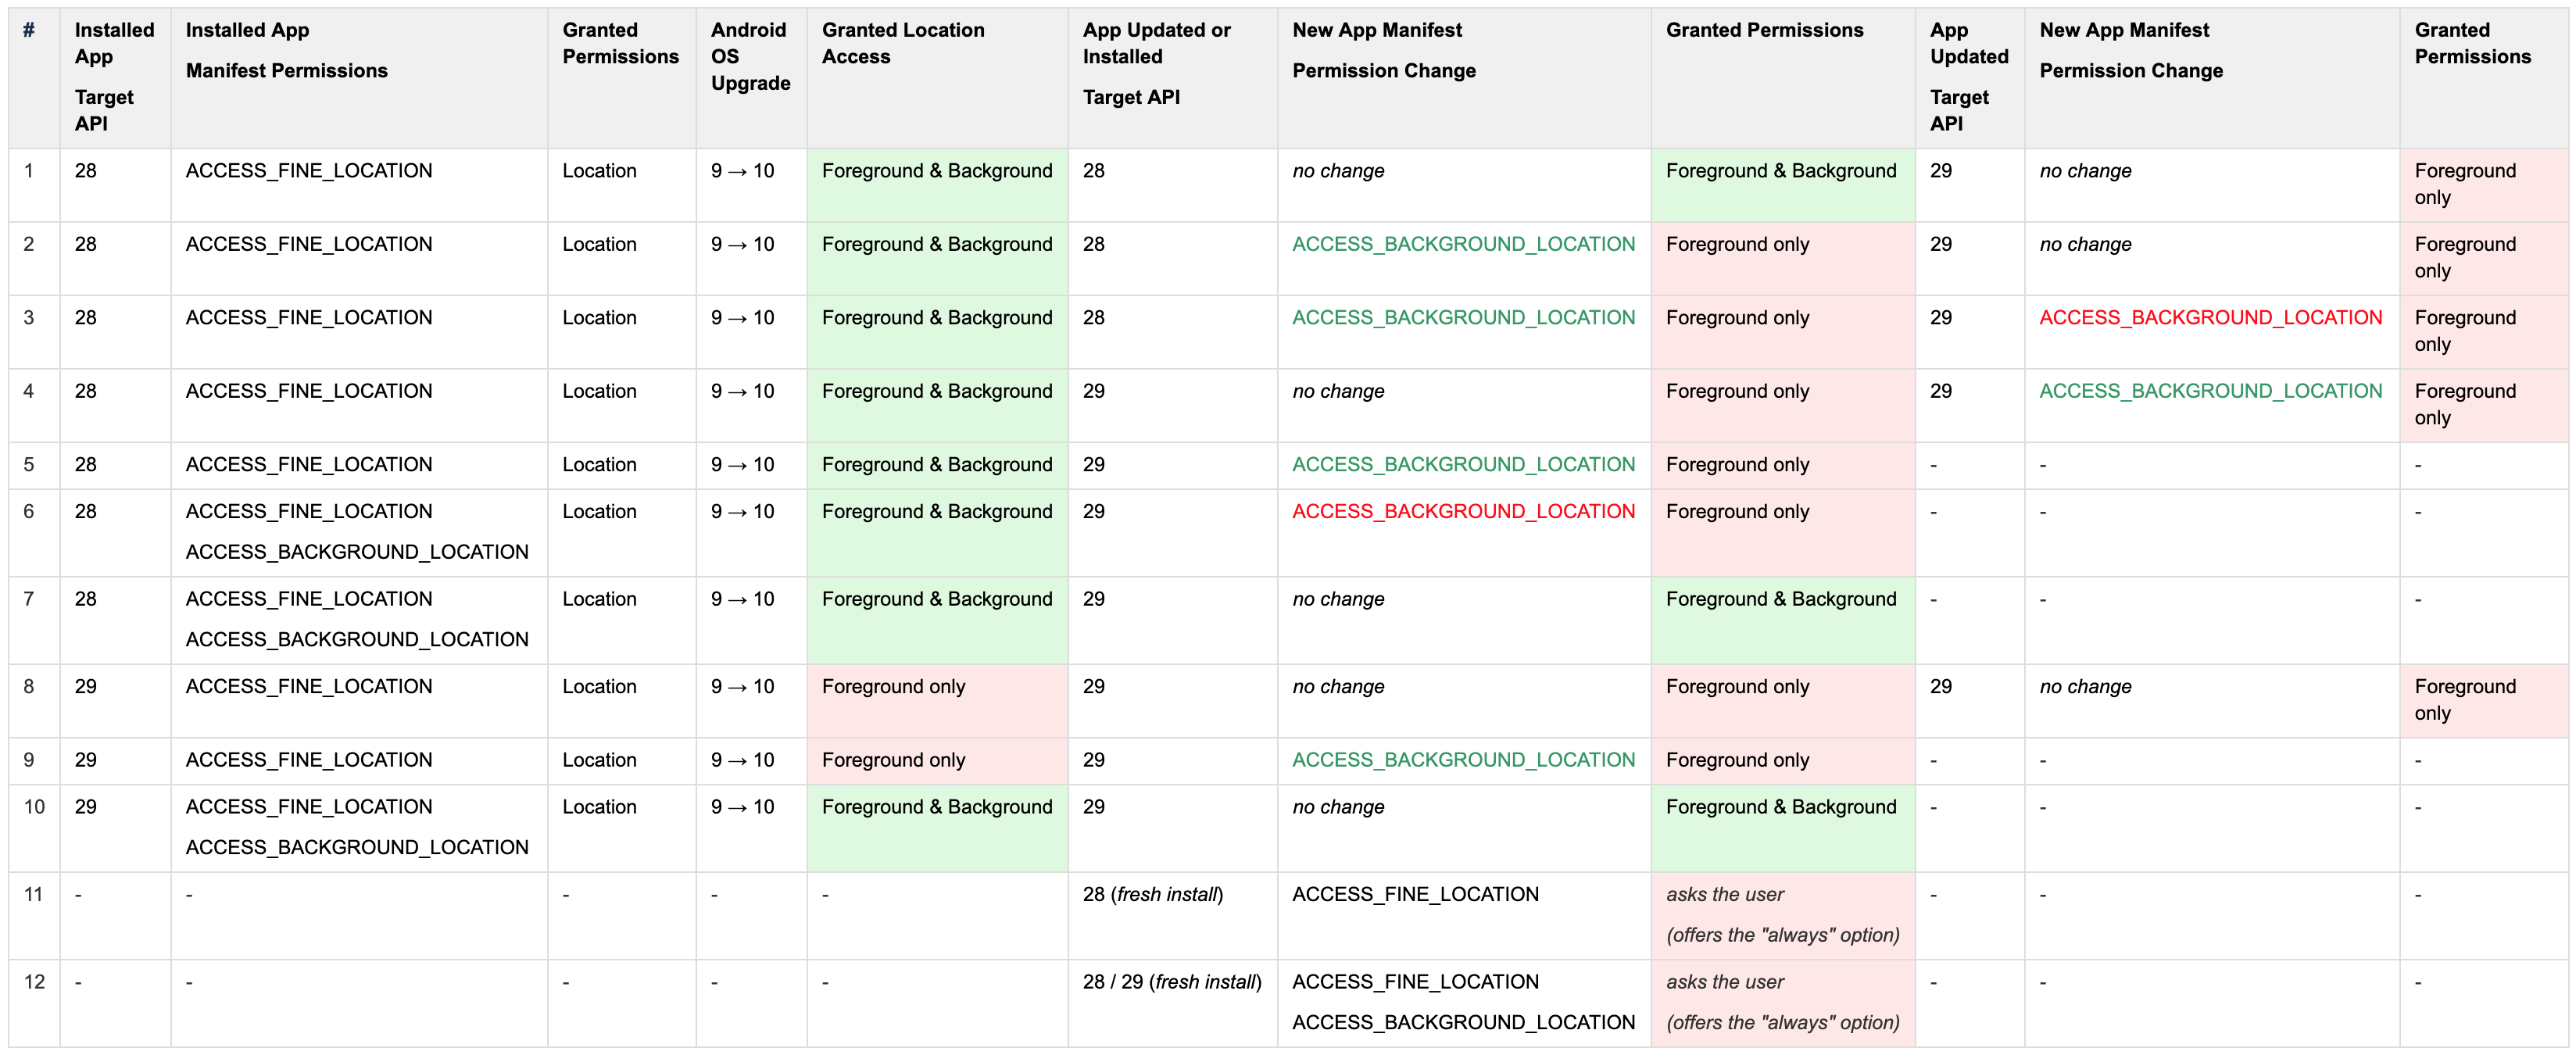 #
Installed
App
Target
API
Installed App
Manifest Permissions
Granted
Permissions
Android
OS
Upgrade
Granted Location
Access
App Updated or
Installed
Target API
New App Manifest
Permission Change
Granted Permissions
App
Updated
Target
API
New App Manifest
Permission Change
Granted
Permissions
1
28
ACCESS_FINE_LOCATION
Location
9 → 10
Foreground & Background
28
no change
Foreground & Background
29
no change
Foreground
only
2
28
ACCESS_FINE_LOCATION
Location
9 → 10
Foreground & Background
28
ACCESS_BACKGROUND_LOCATION
Foreground only
29
no change
Foreground
only
3
28
ACCESS_FINE_LOCATION
Location
9 → 10
Foreground & Background
28
ACCESS_BACKGROUND_LOCATION
Foreground only
29
ACCESS_BACKGROUND_LOCATION
Foreground
only
4
28
ACCESS_FINE_LOCATION
Location
9 → 10
Foreground & Background
29
no change
Foreground only
29
ACCESS_BACKGROUND_LOCATION
Foreground
only
5
28
ACCESS_FINE_LOCATION
Location
9 → 10
Foreground & Background
29
ACCESS_BACKGROUND_LOCATION
Foreground only
-
-
-
6
28
ACCESS_FINE_LOCATION
ACCESS_BACKGROUND_LOCATION
Location
9 → 10
Foreground & Background
29
ACCESS_BACKGROUND_LOCATION
Foreground only
-
-
-
7
28
ACCESS_FINE_LOCATION
ACCESS_BACKGROUND_LOCATION
Location
9 → 10
Foreground & Background
29
no change
Foreground & Background
-
-
-
8
29
ACCESS_FINE_LOCATION
Location
9 → 10
Foreground only
29
no change
Foreground only
29
no change
Foreground
only
9
29
ACCESS_FINE_LOCATION
Location
9 → 10
Foreground only
29
ACCESS_BACKGROUND_LOCATION
Foreground only
-
-
-
10
29
ACCESS_FINE_LOCATION
ACCESS_BACKGROUND_LOCATION
Location
9 → 10
Foreground & Background
29
no change
Foreground & Background
-
-
-
11
-
-
-
-
-
28 (fresh install)
ACCESS_FINE_LOCATION
asks the user
(offers the "always" option)
-
-
-
12
-
-
-
-
-
28 / 29 (fresh install)
ACCESS_FINE_LOCATION
ACCESS_BACKGROUND_LOCATION
asks the user
(offers the "always" option)
-
-
-